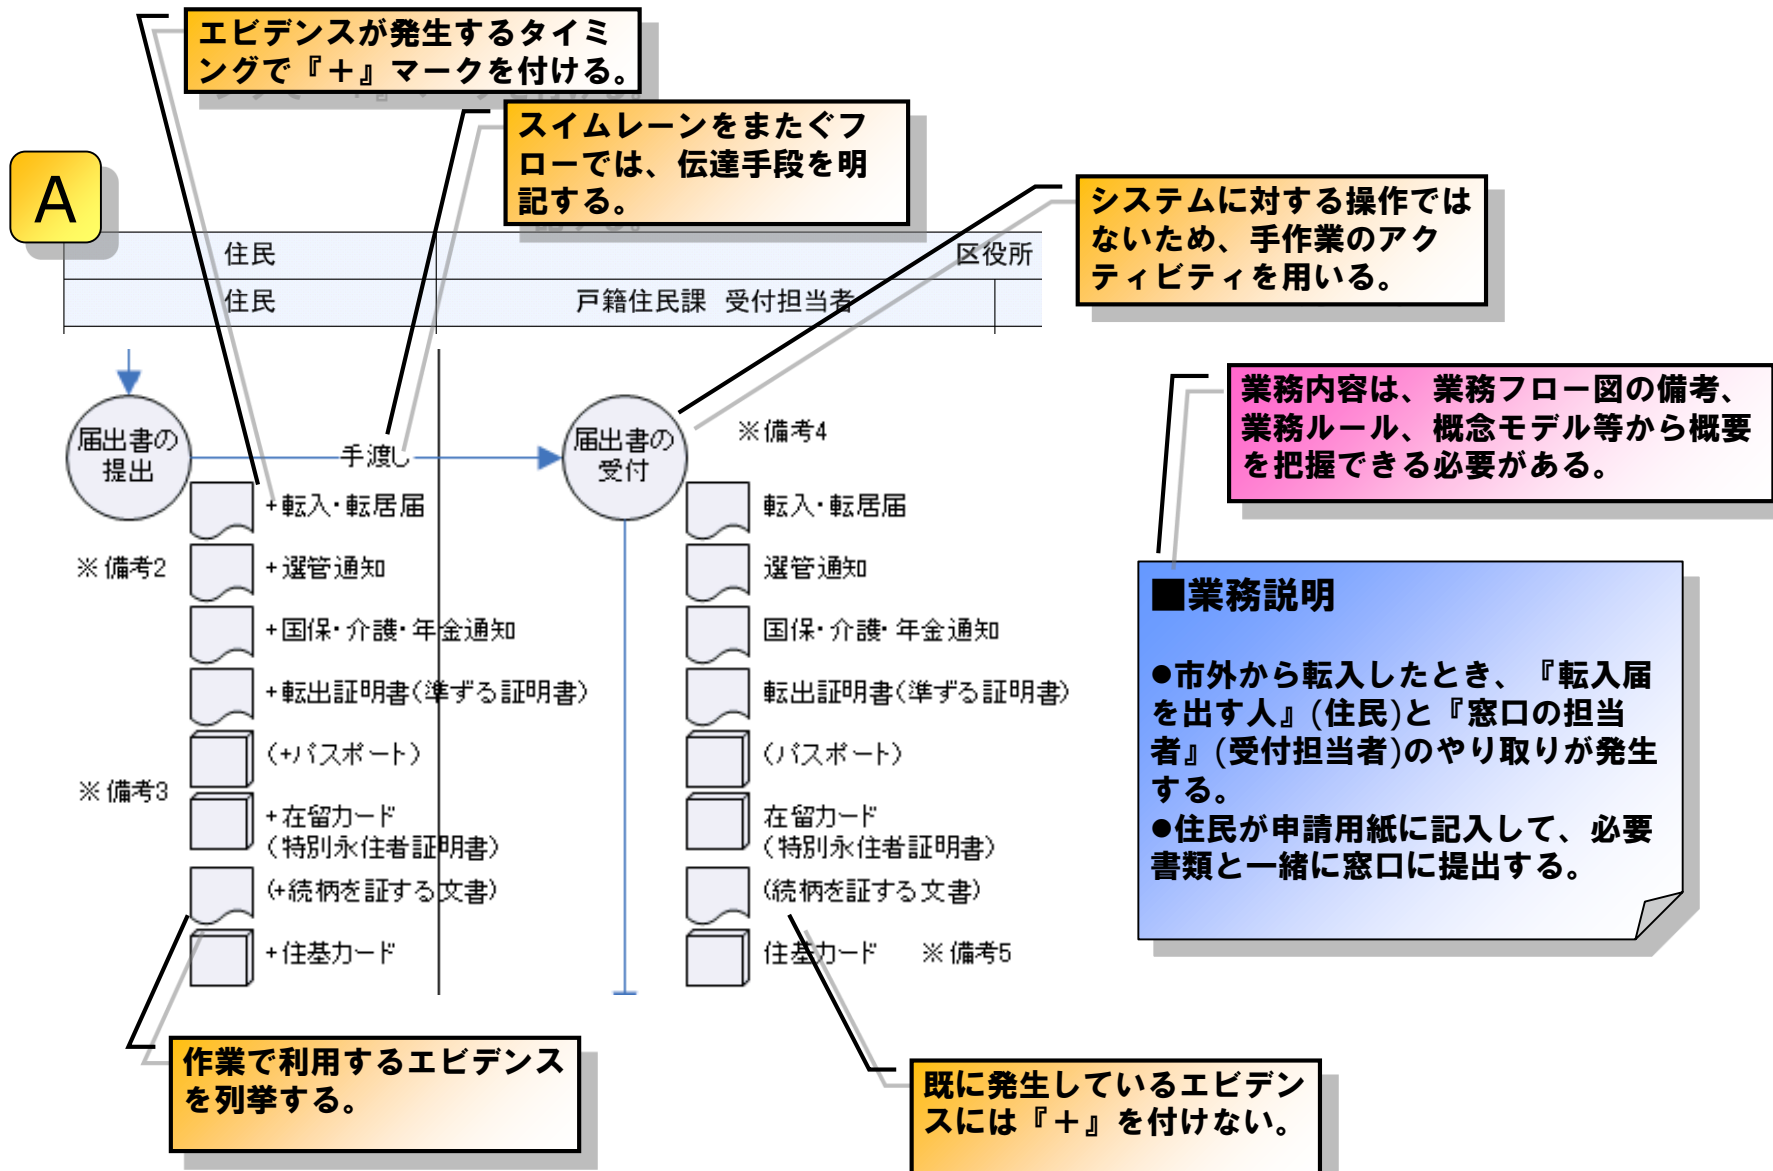 エビデンスが発生するタイミ
ングで『＋』マークを付ける。
スイムレーンをまたぐフ
ローでは、伝達手段を明
記する。
A
システムに対する操作では
ないため、手作業のアク
ティビティを用いる。
住民
区役所
住民
戸籍住民課 受付担当者
業務内容は、業務フロー図の備考、
業務ルール、概念モデル等から概要
を把握できる必要がある。
届出書の
提出
手渡し
届出書の
受付
※備考4
+転入・転居届
転入・転居届
※備考2
+選管通知
選管通知
+国保・介護・年金通知
国保・介護・年金通知
+転出証明書(準ずる証明書)
転出証明書(準ずる証明書)
(+パスポート)
(パスポート)
※備考3
+在留カード
(特別永住者証明書)
在留カード
(特別永住者証明書)
(+続柄を証する文書)
(続柄を証する文書)
+住基カード
住基カード
※備考5
■業務説明
●市外から転入したとき、『転入届
を出す人』(住民)と『窓口の担当
者』(受付担当者)のやり取りが発生
する。
●住民が申請用紙に記入して、必要
書類と一緒に窓口に提出する。
作業で利用するエビデンス
を列挙する。
既に発生しているエビデン
スには『＋』を付けない。